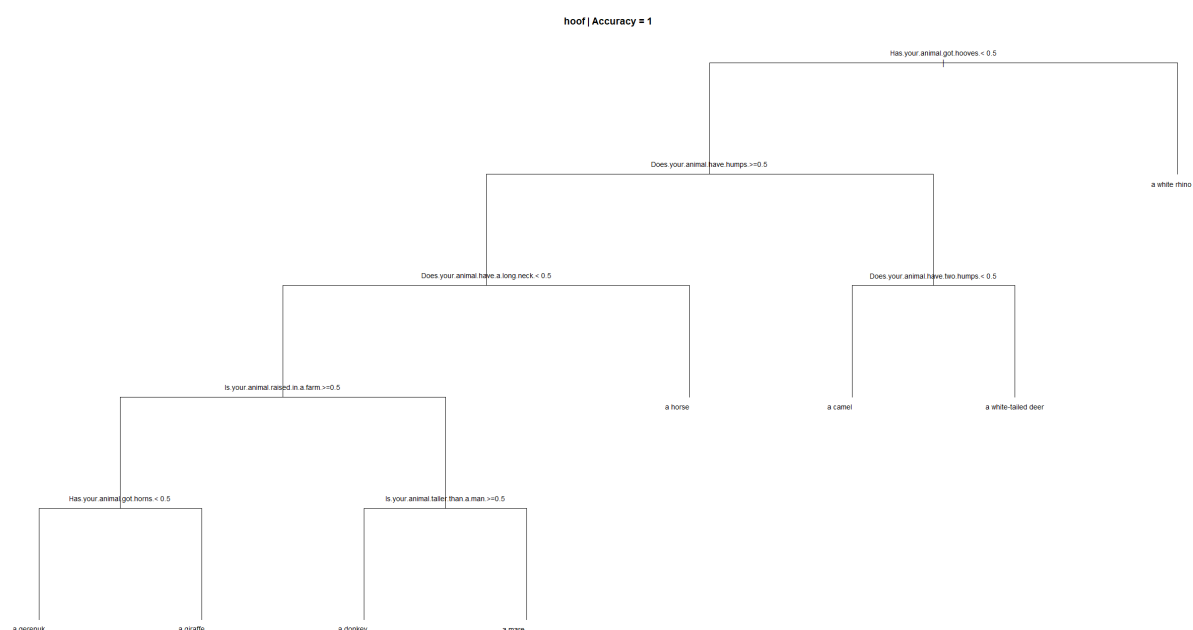 hoof | Accuracy = 1
Has.your.animal.got.hooves.< 0.5
Does.your.animal.have.humps.>=0.5
a white rhino
Does.your.animal.have.a.long.neck.< 0.5
Does.your.animal.have.two.humps.< 0.5
Is.your.animal.raised.in.a.farm.>=0.5
a horse
a camel
a white-tailed deer
Has.your.animal.got.horns.< 0.5
Is.your.animal.taller.than.a.man.>=0.5
a gerenuk
a giraffe
a donkey
a mare